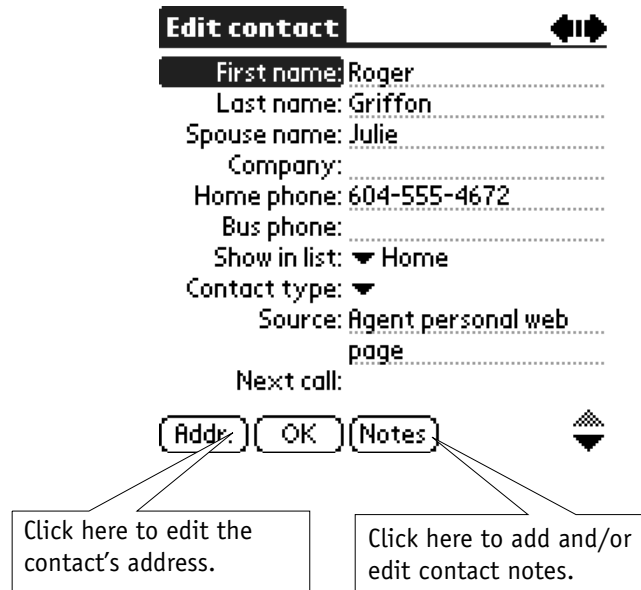 Edit contact
First name: Roger
Last name: Griffon
Spouse name: Julie
Company:
Home phone: 604-555-4672
Bus phone:
Show in list: Home
Contact type:
Source: Agent personal web
page
Next call:
Addr. OK Notes
Click here to edit the
contact’s address.
Click here to add and/or
edit contact notes.